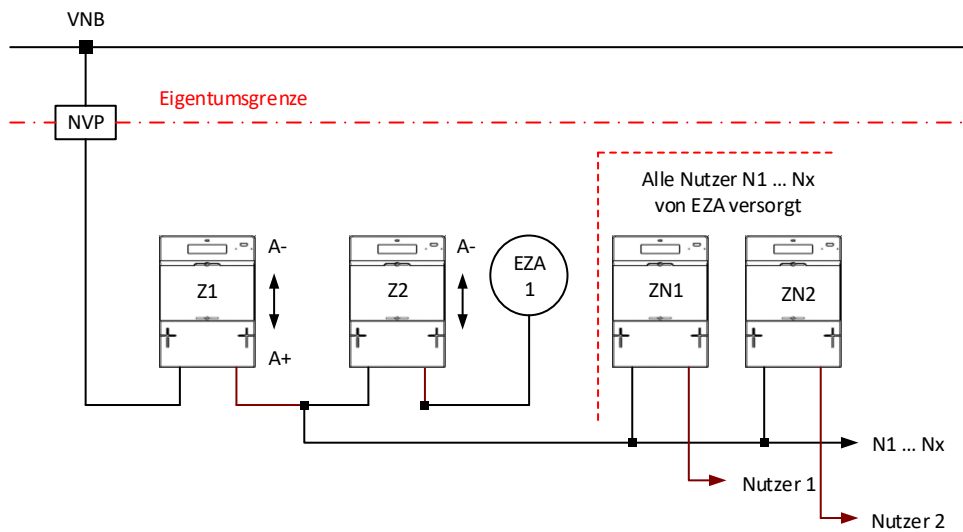 VNB
Eigentumsgrenze
NVP
Alle Nutzer N1 ... Nx
von EZA versorgt
A-
A-
Z1
Z2
EZA
1
ZN1
ZN2
A+
N1 ... Nx
Nutzer 1
Nutzer 2